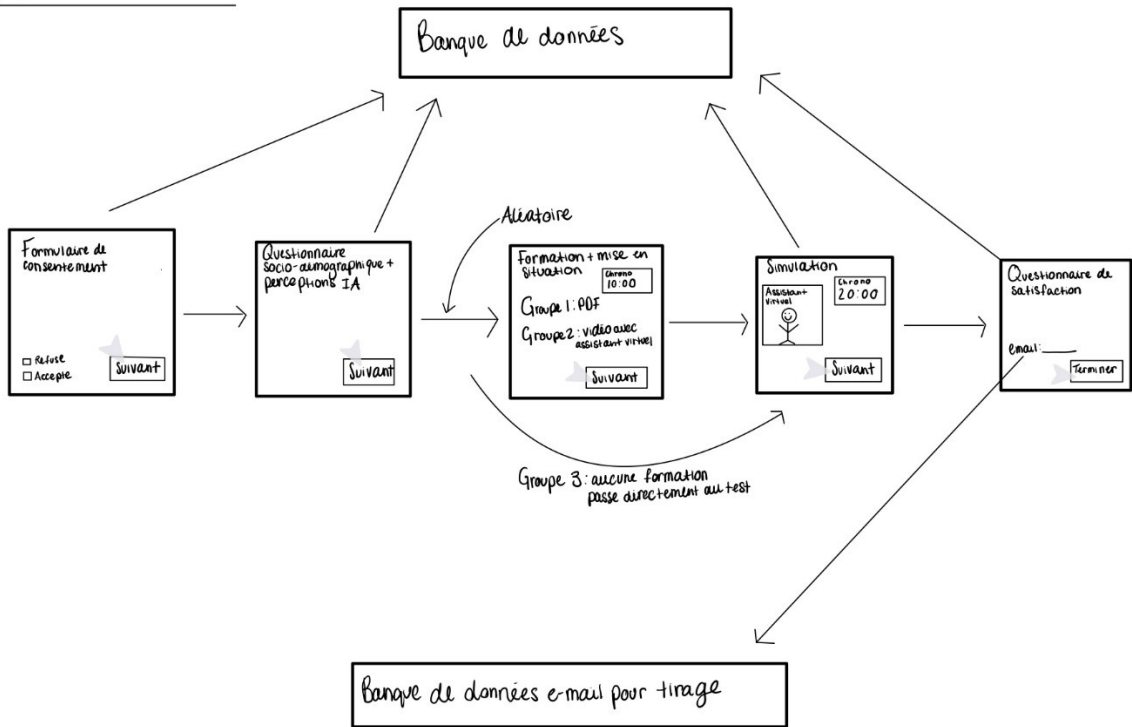 Banque de données
Aléatoire
Formulaire de
consentement
Refuse
Accepte
Suivant
Questionnaire
socio-démographique +
perceptions IA
Suivant
Formation + mise en
situation
Chrono
10:00
Groupe 1: PDF
Groupe 2: vidéo avec
assistant virtuel
Suivant
Simulation
Chrono
20:00
Assistant
virtuel
Suivant
Questionnaire de
satisfaction
email:____
Terminer
Groupe 3: aucune formation
passe directement au test
Banque de données e-mail pour tirage